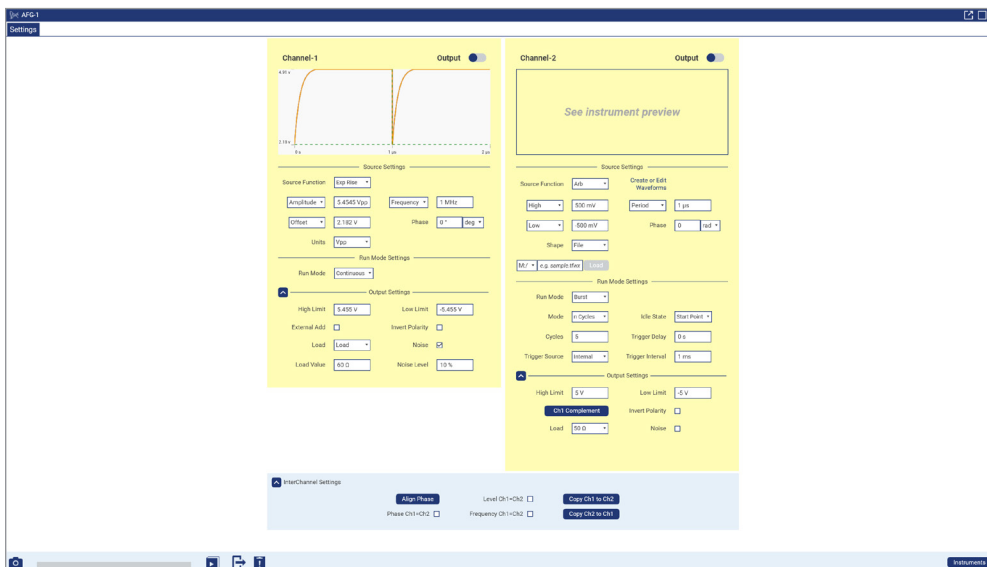 AFG-1
Settings
Channel-1
Output
4.91 v
2.18 v
0 s
1 µs
2 µs
Source Settings
Source Function
Exp Rise
Amplitude
5.4545 Vpp
Frequency
1 MHz
Offset
2.182 V
Phase
0 °
deg
Units
Vpp
Run Mode Settings
Run Mode
Continuous
Output Settings
High Limit
5.455 V
Low Limit
-5.455 V
External Add
Invert Polarity
Load
Load
Noise
Load Value
60 Ω
Noise Level
10 %
Channel-2
Output
See instrument preview
Source Settings
Source Function
Arb
Create or Edit
Waveforms
High
500 mV
Period
1 µs
Low
-500 mV
Phase
0
rad
Shape
File
M:/
e.g. sample.tfwx
Load
Run Mode Settings
Run Mode
Burst
Mode
n Cycles
Idle State
Start Point
Cycles
5
Trigger Delay
0 s
Trigger Source
Internal
Trigger Interval
1 ms
Output Settings
High Limit
5 V
Low Limit
-5 V
Ch1 Complement
Invert Polarity
Load
50 Ω
Noise
InterChannel Settings
Align Phase
Level Ch1=Ch2
Copy Ch1 to Ch2
Phase Ch1=Ch2
Frequency Ch1=Ch2
Copy Ch2 to Ch1
Instruments